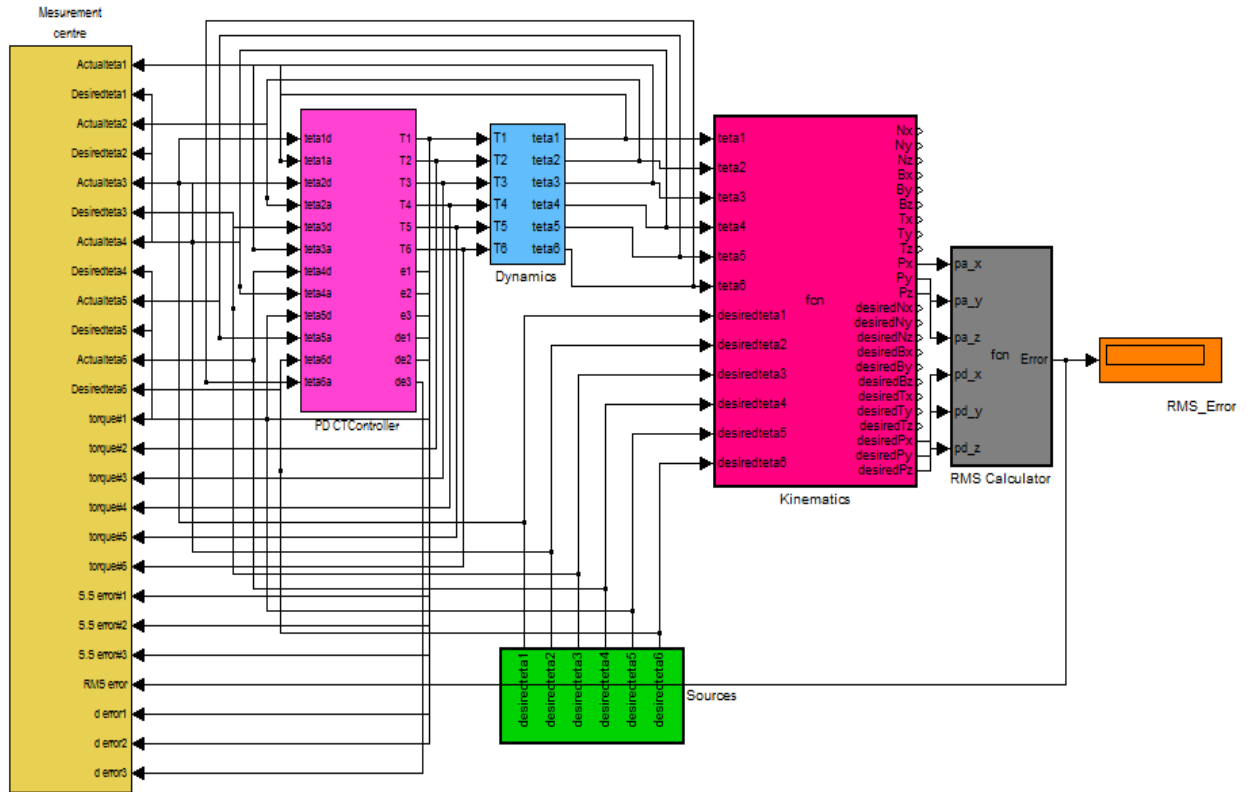 Mesurement
centre
Actualteta1
Desiredteta1
Actualteta2
Desiredteta2
Actualteta3
Desiredteta3
Actualteta4
Desiredteta4
Actualteta5
Desiredteta5
Actualteta6
Desiredteta6
torque#1
torque#2
torque#3
torque#4
torque#5
torque#6
S.S error#1
S.S error#2
S.S error#3
RMS error
d error1
d error2
d error3
teta1d
teta1a
teta2d
teta2a
teta3d
teta3a
teta4d
teta4a
teta5d
teta5a
teta6d
teta6a
T1
T2
T3
T4
T5
T6
e1
e2
e3
de1
de2
de3
PD CTController
T1
T2
T3
T4
T5
T6
teta1
teta2
teta3
teta4
teta5
teta6
Dynamics
teta1
teta2
teta3
teta4
teta5
teta6
desiredteta1
desiredteta2
desiredteta3
desiredteta4
desiredteta5
desiredteta6
fcn
Nx
Ny
Nz
Bx
By
Bz
Tx
Ty
Tz
Px
Py
Pz
desiredNx
desiredNy
desiredNz
desiredBx
desiredBy
desiredBz
desiredTx
desiredTy
desiredTz
desiredPx
desiredPy
desiredPz
Kinematics
pa_x
pa_y
pa_z
pd_x
pd_y
pd_z
fcn
Error
RMS Calculator
RMS_Error
desiredteta1
desiredteta2
desiredteta3
desiredteta4
desiredteta5
desiredteta6
Sources